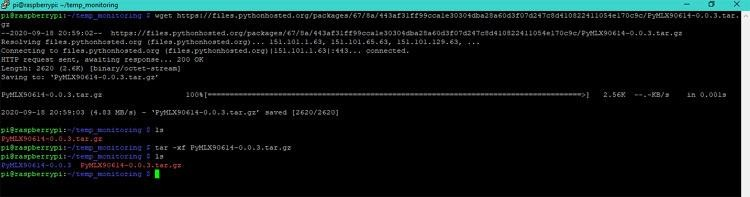 pi@raspberrypi: ~/temp_monitoring
pi@raspberrypi:~/temp_monitoring $ wget https://files.pythonhosted.org/packages/67/8a/443af31ff99cca1e30304dba28a60d3f07d247c8d410822411054e170c9c/PyMLX90614-0.0.3.tar.
gz
--2020-09-18 20:59:02-- https://files.pythonhosted.org/packages/67/8a/443af31ff99cca1e30304dba28a60d3f07d247c8d410822411054e170c9c/PyMLX90614-0.0.3.tar.gz
Resolving files.pythonhosted.org (files.pythonhosted.org)... 151.101.1.63, 151.101.65.63, 151.101.129.63, ...
Connecting to files.pythonhosted.org (files.pythonhosted.org)|151.101.1.63|:443... connected.
HTTP request sent, awaiting response... 200 OK
Length: 2620 (2.6K) [binary/octet-stream]
Saving to: ‘PyMLX90614-0.0.3.tar.gz’
PyMLX90614-0.0.3.tar.gz 100%[=============================================================================>] 2.56K --.-KB/s in 0.001s
2020-09-18 20:59:03 (4.83 MB/s) - ‘PyMLX90614-0.0.3.tar.gz’ saved [2620/2620]
pi@raspberrypi:~/temp_monitoring $ ls
PyMLX90614-0.0.3.tar.gz
pi@raspberrypi:~/temp_monitoring $ tar -xf PyMLX90614-0.0.3.tar.gz
pi@raspberrypi:~/temp_monitoring $ ls
PyMLX90614-0.0.3 PyMLX90614-0.0.3.tar.gz
pi@raspberrypi:~/temp_monitoring $